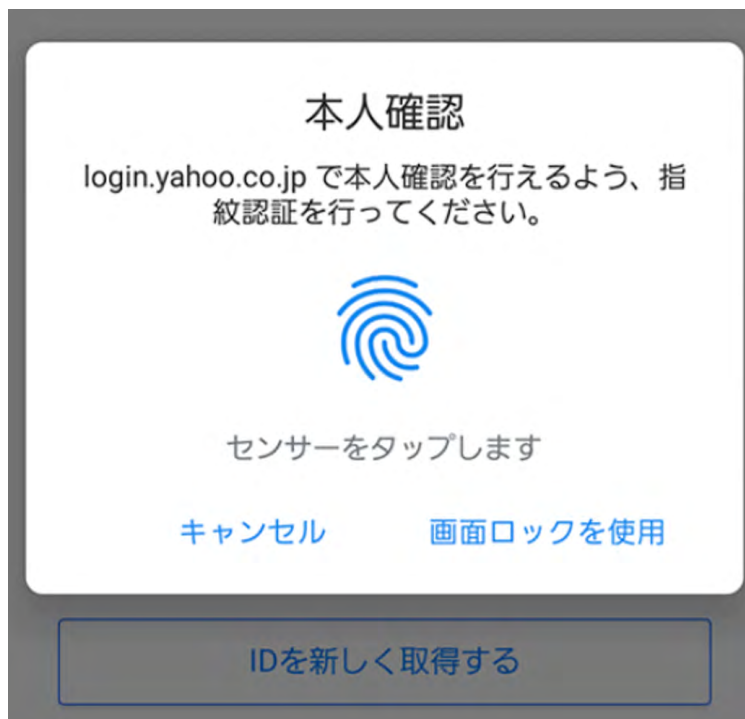 本人確認
login.yahoo.co.jp で本人確認を行えるよう、指
紋認証を行ってください。
センサーをタップします
キャンセル 画面ロックを使用
IDを新しく取得する